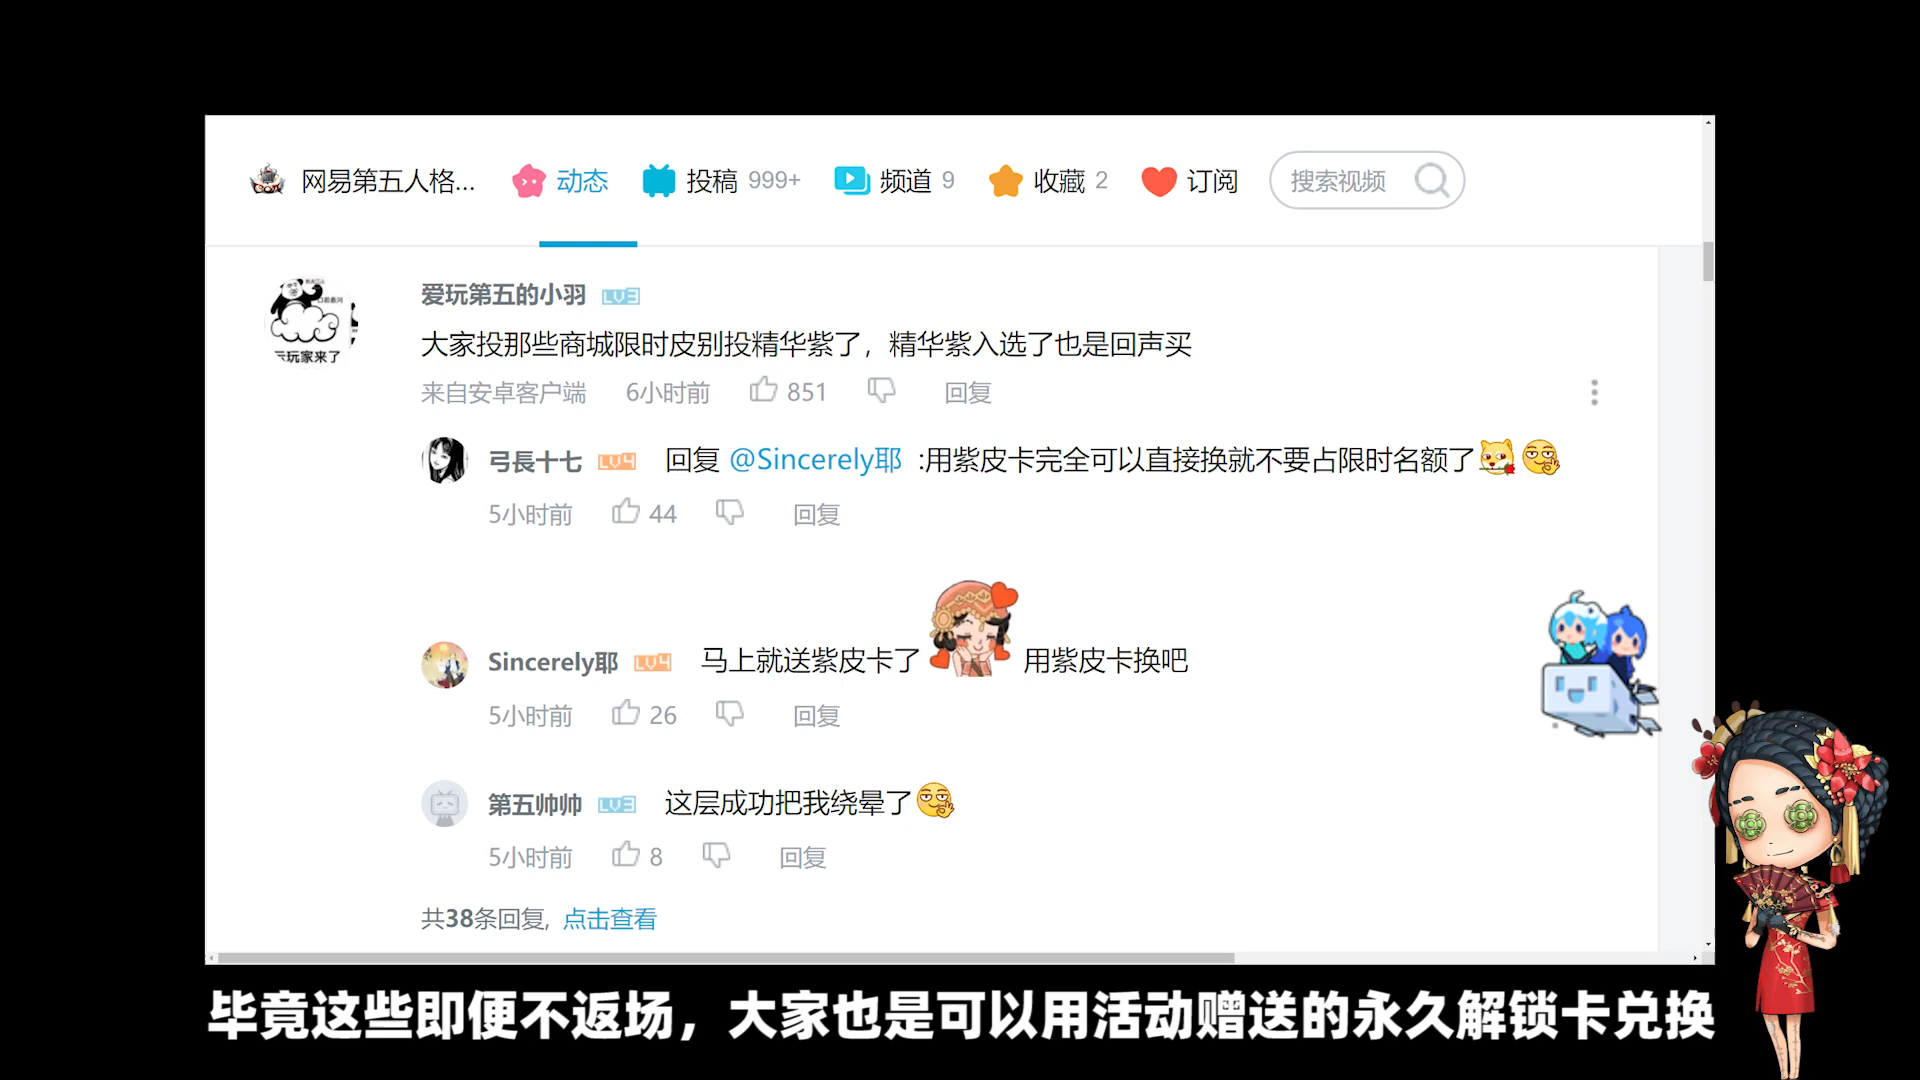 网易第五人格... 动态 投稿 999+ 频道 9 收藏 2 订阅 搜索视频
爱玩第五的小羽 LV3
大家投那些商城限时皮别投精华紫了，精华紫入选了也是回声买
来自安卓客户端 6小时前 851 回复
云玩家来了
弓長十七 LV4 回复 @Sincerely耶 :用紫皮卡完全可以直接换就不要占限时名额了
5小时前 44 回复
Sincerely耶 LV4 马上就送紫皮卡了 用紫皮卡换吧
5小时前 26 回复
第五帅帅 LV3 这层成功把我绕晕了
5小时前 8 回复
共38条回复, 点击查看
毕竟这些即便不返场，大家也是可以用活动赠送的永久解锁卡兑换